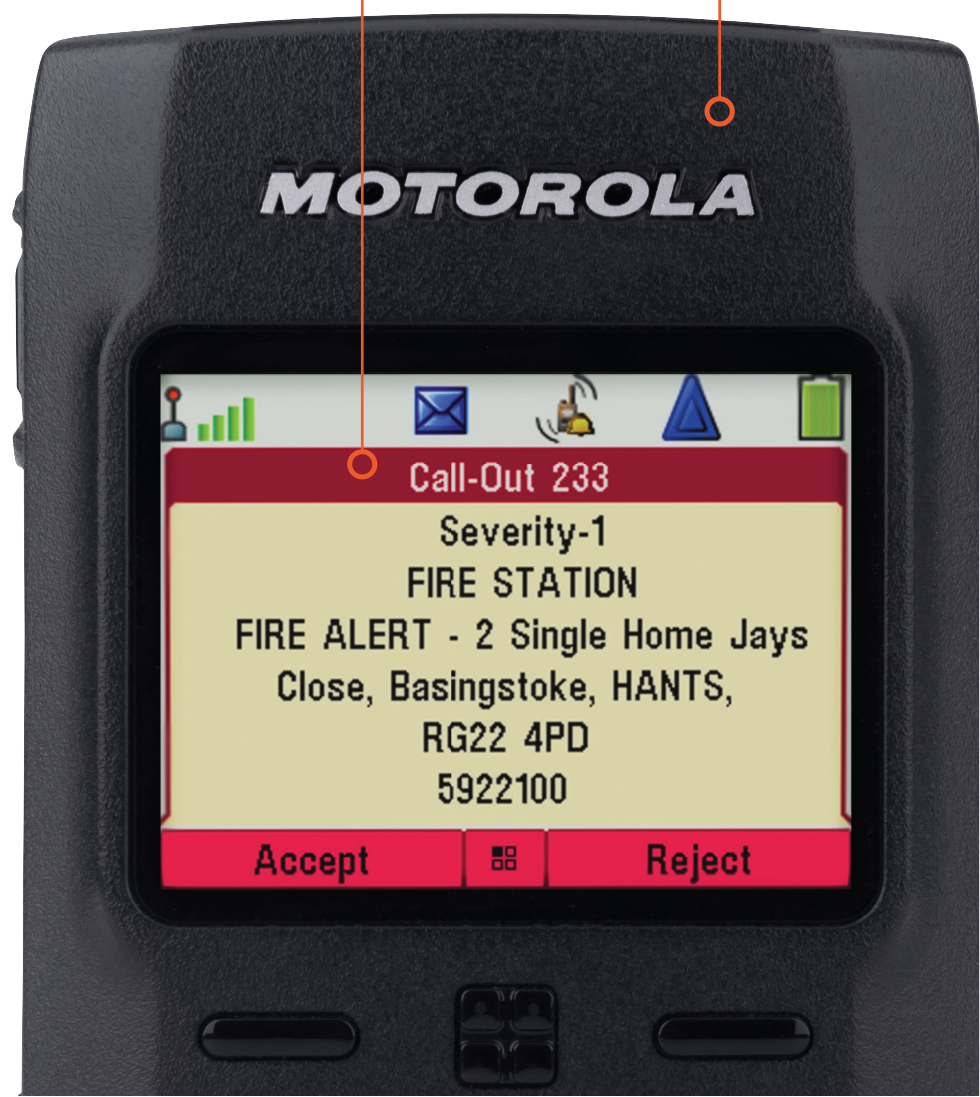 MOTOROLA
Call-Out 233
Severity-1
FIRE STATION
FIRE ALERT - 2 Single Home Jays
Close, Basingstoke, HANTS,
RG22 4PD
5922100
Accept Reject